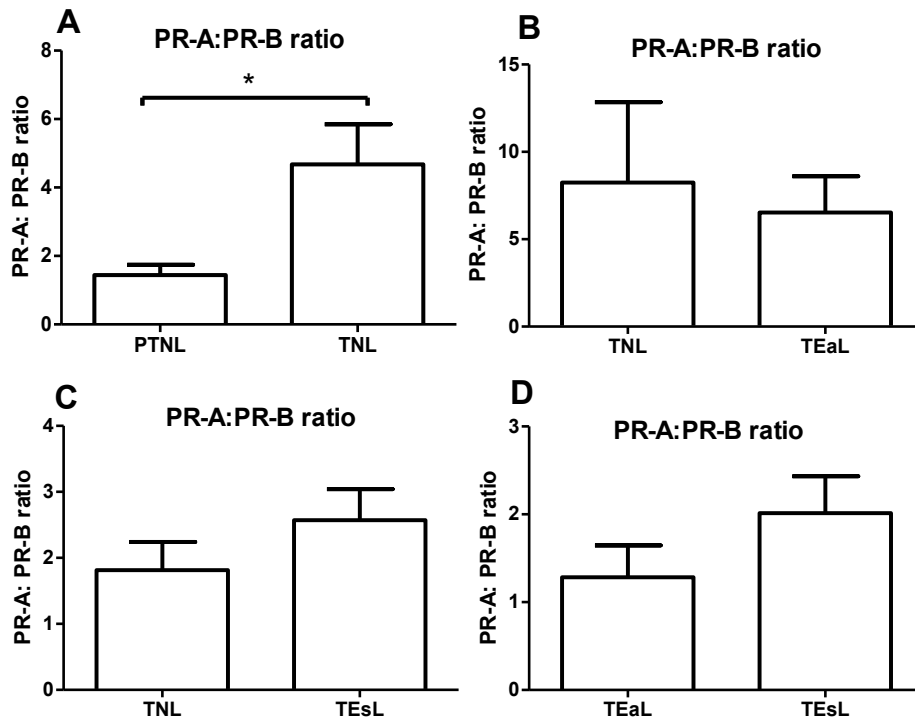 A
PR-A:PR-B ratio
PR-A: PR-B ratio
8
6
4
2
0
*
PTNL
TNL
B
PR-A:PR-B ratio
PR-A: PR-B ratio
15
10
5
0
TNL
TEaL
C
PR-A:PR-B ratio
PR-A: PR-B ratio
4
3
2
1
0
TNL
TEsL
D
PR-A:PR-B ratio
PR-A: PR-B ratio
3
2
1
0
TEaL
TEsL